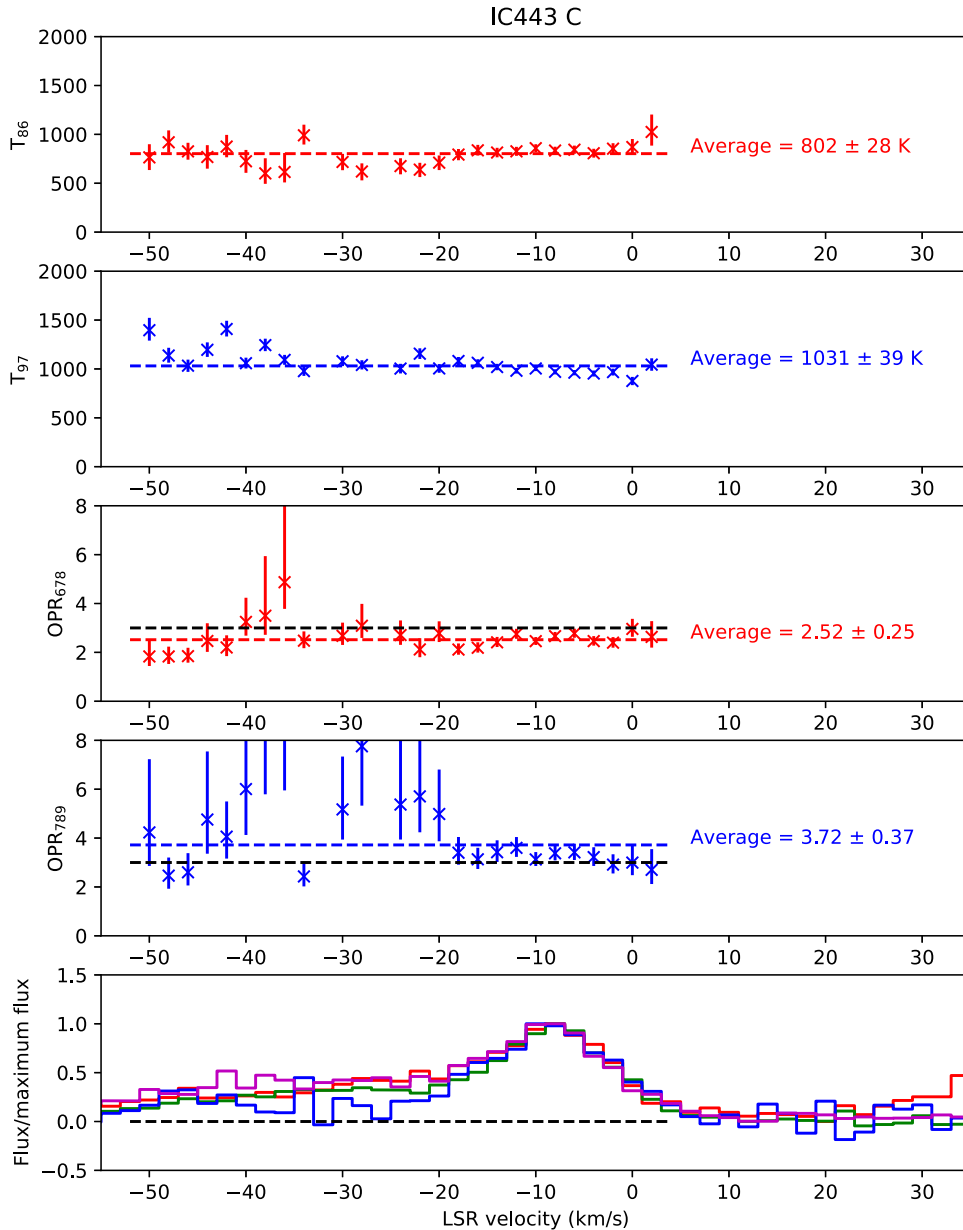 IC443 C
2000
1500
1000
500
0
T86
Average = 802 ± 28 K
−50 −40 −30 −20 −10 0 10 20 30
2000
1500
1000
500
0
T97
Average = 1031 ± 39 K
−50 −40 −30 −20 −10 0 10 20 30
8
6
4
2
0
OPR678
Average = 2.52 ± 0.25
−50 −40 −30 −20 −10 0 10 20 30
8
6
4
2
0
OPR789
Average = 3.72 ± 0.37
−50 −40 −30 −20 −10 0 10 20 30
1.5
1.0
0.5
0.0
−0.5
Flux/maximum flux
−50 −40 −30 −20 −10 0 10 20 30
LSR velocity (km/s)